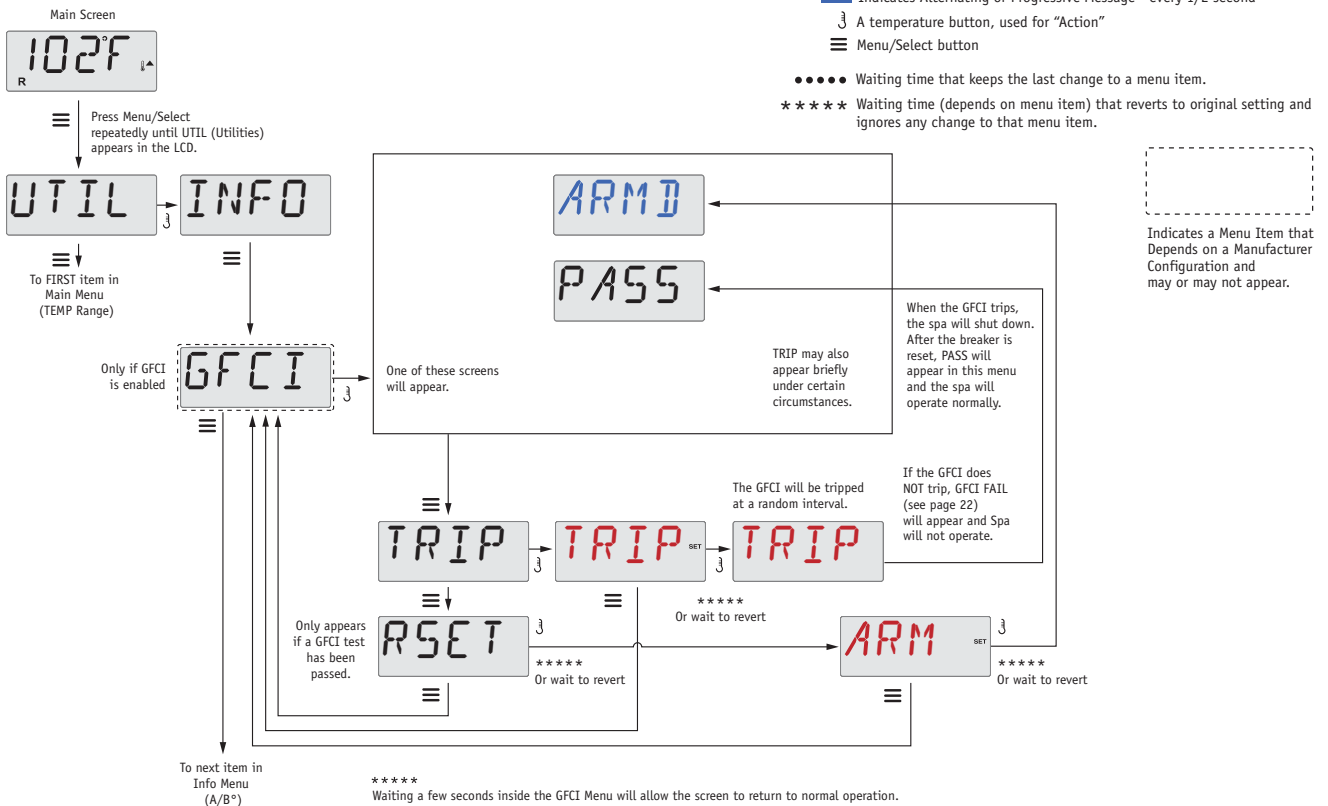 Indicates Alternating or Progressive Message - every 1/2 second
A temperature button, used for “Action”
Menu/Select button
••••• Waiting time that keeps the last change to a menu item.
***** Waiting time (depends on menu item) that reverts to original setting and
ignores any change to that menu item.
Indicates a Menu Item that
Depends on a Manufacturer
Configuration and
may or may not appear.
Main Screen
102°F
R
Press Menu/Select
repeatedly until UTIL (Utilities)
appears in the LCD.
UTIL
INFO
To FIRST item in
Main Menu
(TEMP Range)
Only if GFCI
is enabled
GFCI
One of these screens
will appear.
ARMD
PASS
TRIP may also
appear briefly
under certain
circumstances.
When the GFCI trips,
the spa will shut down.
After the breaker is
reset, PASS will
appear in this menu
and the spa will
operate normally.
The GFCI will be tripped
at a random interval.
If the GFCI does
NOT trip, GFCI FAIL
(see page 22)
will appear and Spa
will not operate.
TRIP
TRIP SET
TRIP
*****
Or wait to revert
Only appears
if a GFCI test
has been
passed.
RSET
*****
Or wait to revert
ARM SET
*****
Or wait to revert
To next item in
Info Menu
(A/B°)
*****
Waiting a few seconds inside the GFCI Menu will allow the screen to return to normal operation.